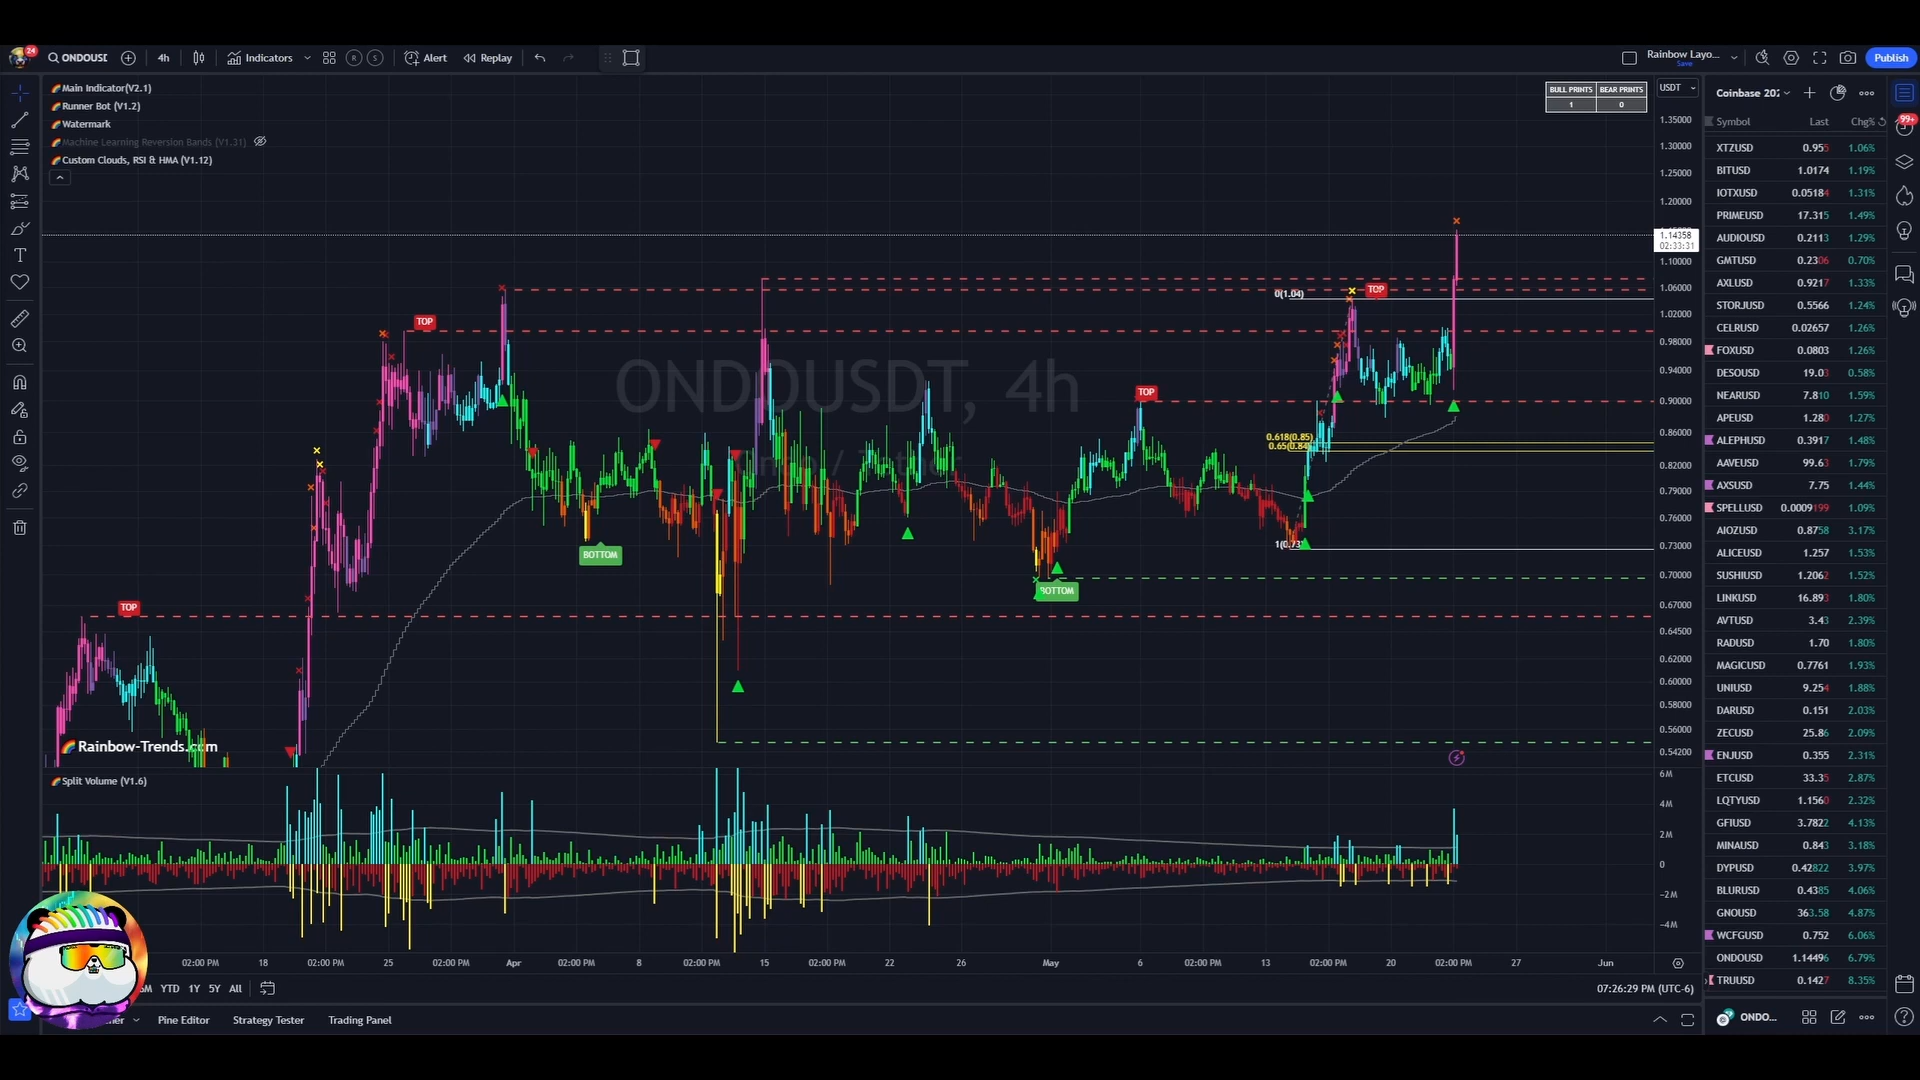 24
ONDOUSD
4h
Indicators
R
S
Alert
Replay
Rainbow Layo...
Save
Publish
Main Indicator(V2.1)
Runner Bot (V1.2)
Watermark
Machine Learning Reversion Bands (V1.31)
Custom Clouds, RSI & HMA (V1.12)
BULL PRINTS BEAR PRINTS
1 0
USDT
ONDOUSDT, 4h
TOP
TOP
TOP
TOP
BOTTOM
BOTTOM
0(1.04)
0.618(0.85)
0.65(0.84)
1(0.73)
Rainbow-Trends.com
1.35000
1.30000
1.25000
1.20000
1.14358
02:33:31
1.10000
1.06000
1.02000
0.98000
0.94000
0.90000
0.86000
0.82000
0.79000
0.76000
0.73000
0.70000
0.67000
0.64500
0.62000
0.60000
0.58000
0.56000
0.54200
Split Volume (V1.6)
6M
4M
2M
0
−2M
−4M
02:00 PM 18 02:00 PM 25 02:00 PM Apr 02:00 PM 8 02:00 PM 15 02:00 PM 22 26 May 6 02:00 PM 13 02:00 PM 20 02:00 PM 27 Jun
YTD 1Y 5Y All
07:26:29 PM (UTC-6)
Pine Editor Strategy Tester Trading Panel
Coinbase 202
99+
Symbol Last Chg%
XTZUSD 0.955 1.06%
BITUSD 1.0174 1.19%
IOTXUSD 0.05184 1.31%
PRIMEUSD 17.315 1.49%
AUDIOUSD 0.2113 1.29%
GMTUSD 0.2306 0.70%
AXLUSD 0.9217 1.33%
STORJUSD 0.5566 1.24%
CELRUSD 0.02657 1.26%
FOXUSD 0.0803 1.26%
DESOUSD 19.03 0.58%
NEARUSD 7.810 1.59%
APEUSD 1.280 1.27%
ALEPHUSD 0.3917 1.48%
AAVEUSD 99.63 1.79%
AXSUSD 7.75 1.44%
SPELLUSD 0.0009199 1.09%
AIOZUSD 0.8758 3.17%
ALICEUSD 1.257 1.53%
SUSHIUSD 1.2062 1.52%
LINKUSD 16.893 1.80%
AVTUSD 3.43 2.39%
RADUSD 1.70 1.80%
MAGICUSD 0.7761 1.93%
UNIUSD 9.254 1.88%
DARUSD 0.151 2.03%
ZECUSD 25.86 2.09%
ENJUSD 0.355 2.31%
ETCUSD 33.35 2.87%
LQTYUSD 1.1560 2.32%
GFIUSD 3.7822 4.13%
MINAUSD 0.843 3.18%
DYPUSD 0.42822 3.97%
BLURUSD 0.4385 4.06%
GNOUSD 363.58 4.87%
WCFGUSD 0.752 6.06%
ONDOUSD 1.14496 6.79%
TRUUSD 0.1427 8.35%
ONDO...